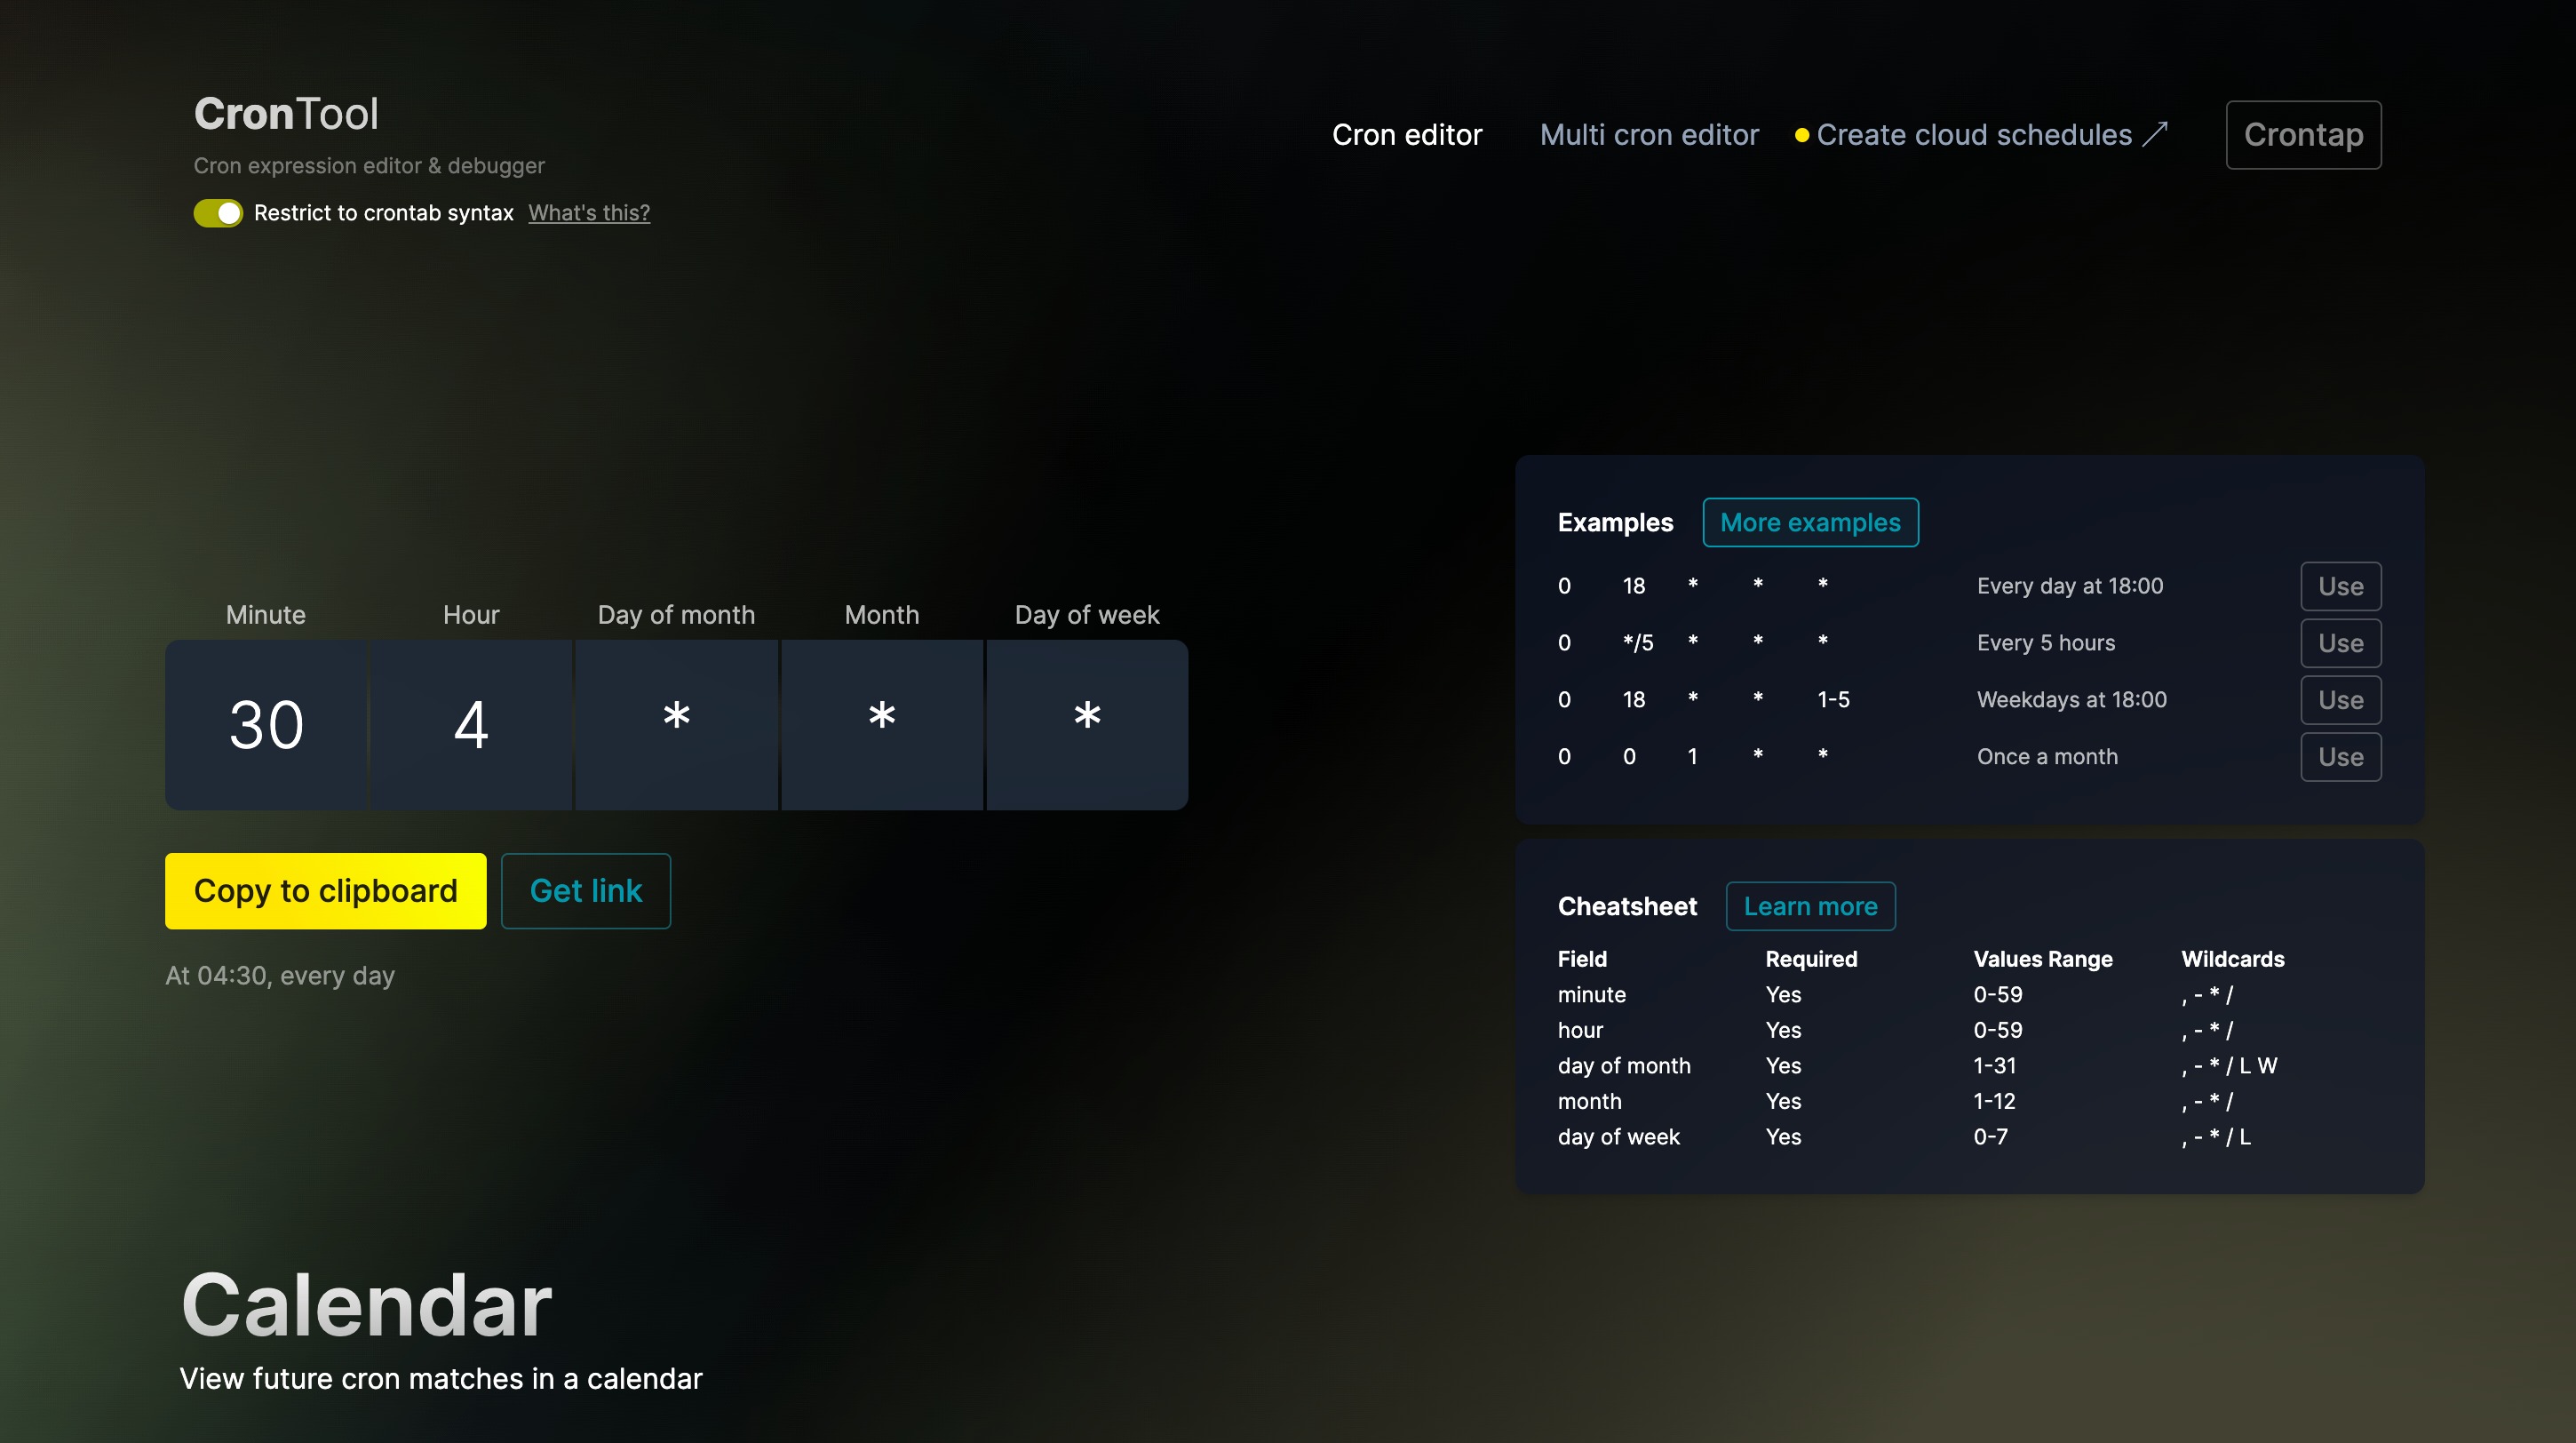 CronTool
Cron expression editor & debugger
Restrict to crontab syntax What's this?
Cron editor Multi cron editor Create cloud schedules Crontap
Minute Hour Day of month Month Day of week
30 4 * * *
Copy to clipboard Get link
At 04:30, every day
Examples More examples
0 18 * * * Every day at 18:00 Use
0 */5 * * * Every 5 hours Use
0 18 * * 1-5 Weekdays at 18:00 Use
0 0 1 * * Once a month Use
Cheatsheet Learn more
Field Required Values Range Wildcards
minute Yes 0-59 , - * /
hour Yes 0-59 , - * /
day of month Yes 1-31 , - * / L W
month Yes 1-12 , - * /
day of week Yes 0-7 , - * / L
Calendar
View future cron matches in a calendar